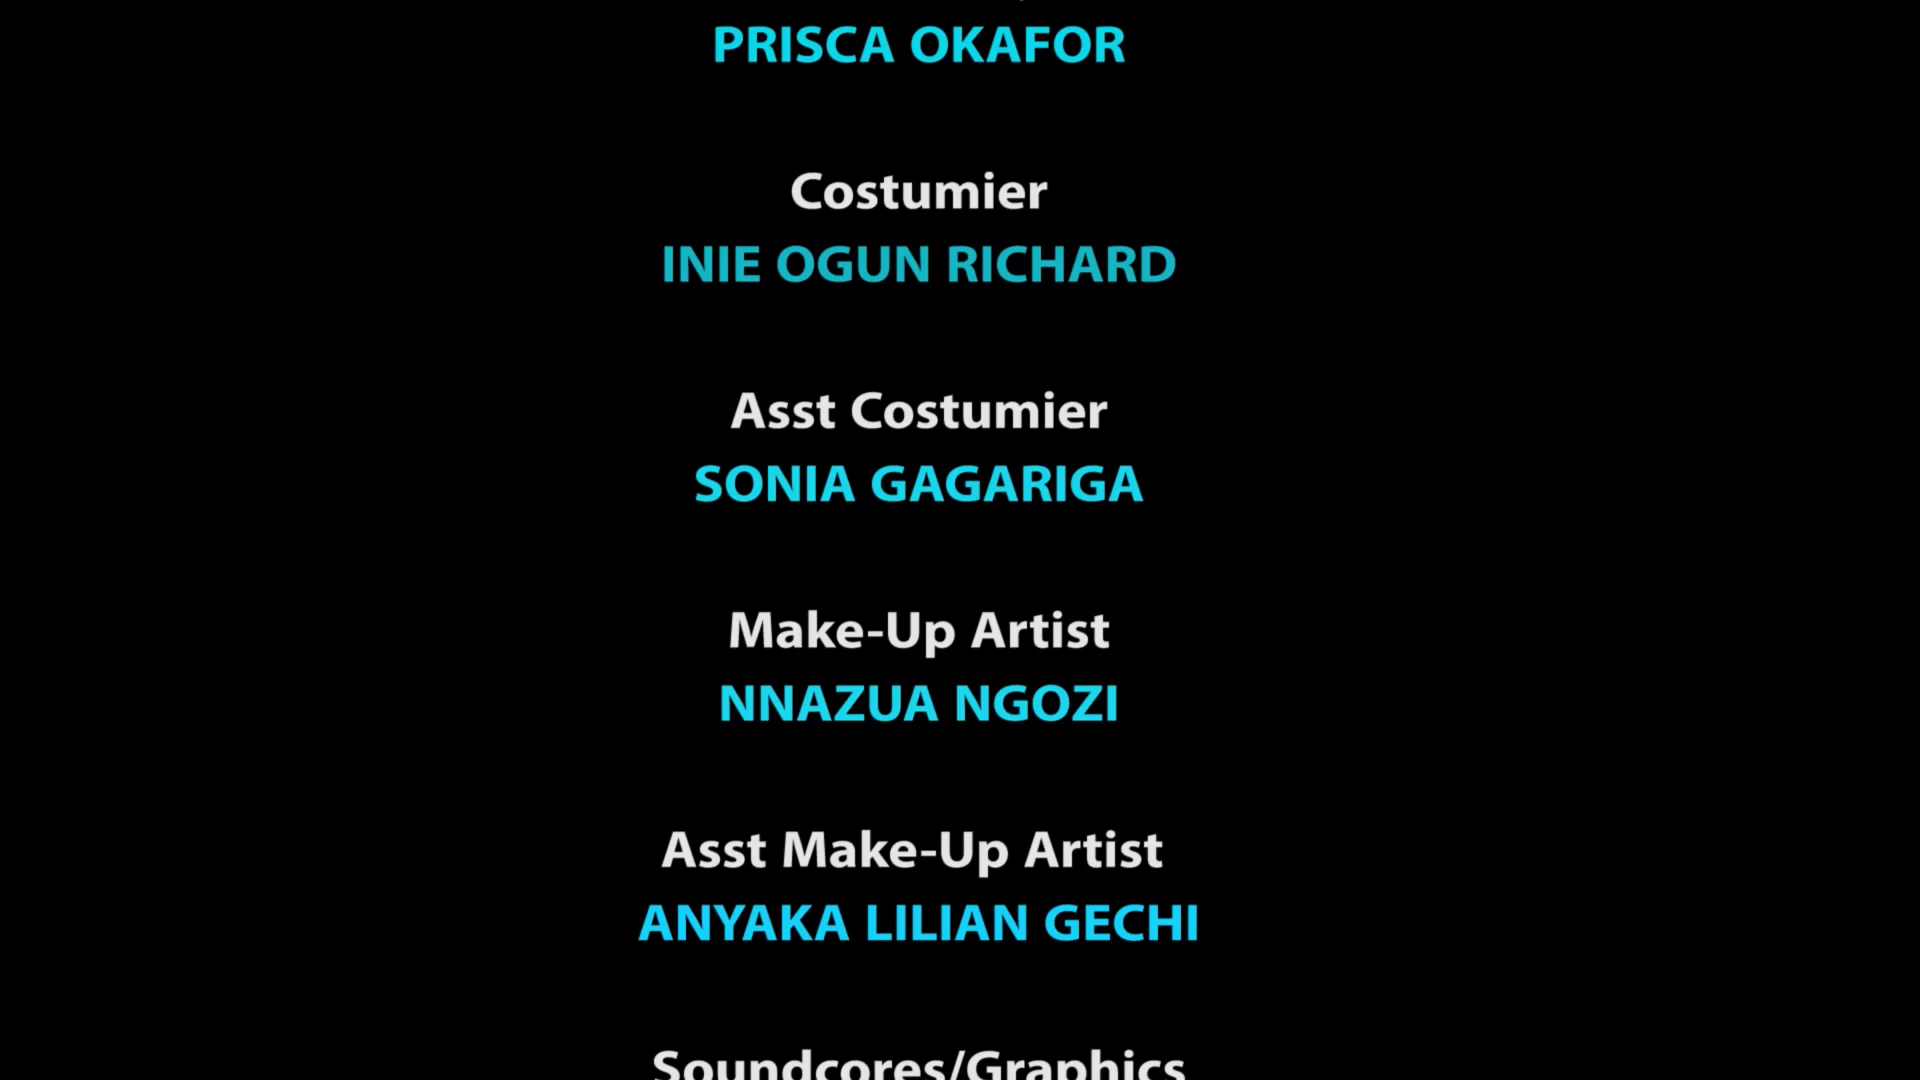 PRISCA OKAFOR
Costumier
INIE OGUN RICHARD
Asst Costumier
SONIA GAGARIGA
Make-Up Artist
NNAZUA NGOZI
Asst Make-Up Artist
ANYAKA LILIAN GECHI
Soundcores/Graphics